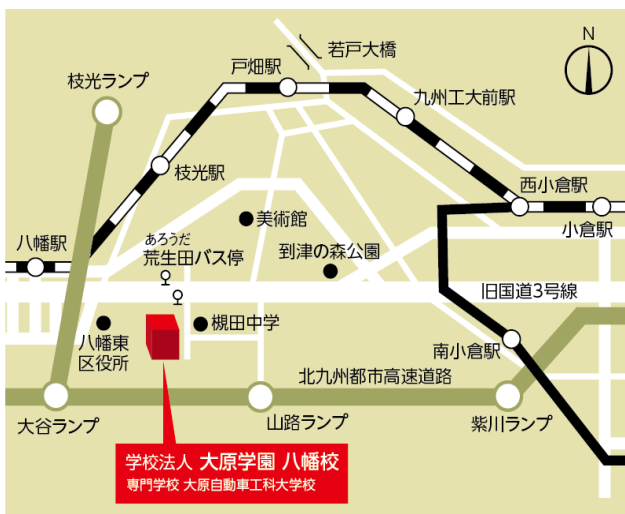 N
若戸大橋
戸畑駅
枝光ランプ
九州工大前駅
枝光駅
西小倉駅
小倉駅
美術館
あろうだ
荒生田バス停
八幡駅
到津の森公園
旧国道3号線
槻田中学
八幡東
区役所
南小倉駅
北九州都市高速道路
大谷ランプ
山路ランプ
紫川ランプ
学校法人 大原学園 八幡校
専門学校 大原自動車工科大学校